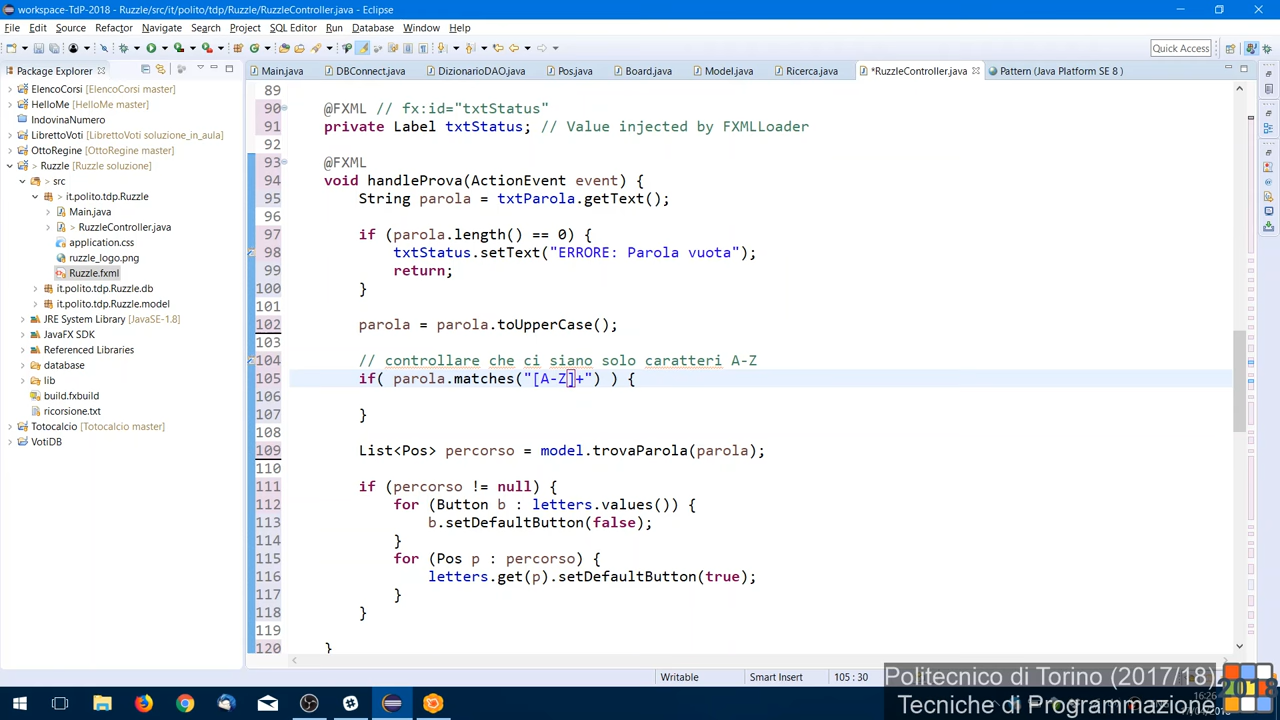 workspace-TdP-2018 - Ruzzle/src/it/polito/tdp/Ruzzle/RuzzleController.java - Eclipse
File Edit Source Refactor Navigate Search Project SQL Editor Run Database Window Help
Quick Access
Package Explorer
Main.java DBConnect.java DizionarioDAO.java Pos.java Board.java Model.java Ricerca.java *RuzzleController.java Pattern (Java Platform SE 8 )
ElencoCorsi [ElencoCorsi master]
HelloMe [HelloMe master]
IndovinaNumero
LibrettoVoti [LibrettoVoti soluzione_in_aula]
OttoRegine [OttoRegine master]
> Ruzzle [Ruzzle soluzione]
> src
> it.polito.tdp.Ruzzle
Main.java
> RuzzleController.java
application.css
ruzzle_logo.png
Ruzzle.fxml
it.polito.tdp.Ruzzle.db
it.polito.tdp.Ruzzle.model
JRE System Library [JavaSE-1.8]
JavaFX SDK
Referenced Libraries
database
lib
build.fxbuild
ricorsione.txt
Totocalcio [Totocalcio master]
VotiDB
89
90 @FXML // fx:id="txtStatus"
91 private Label txtStatus; // Value injected by FXMLLoader
92
93 @FXML
94 void handleProva(ActionEvent event) {
95 String parola = txtParola.getText();
96
97 if (parola.length() == 0) {
98 txtStatus.setText("ERRORE: Parola vuota");
99 return;
100 }
101
102 parola = parola.toUpperCase();
103
104 // controllare che ci siano solo caratteri A-Z
105 if( parola.matches("[A-Z]+") ) {
106
107 }
108
109 List<Pos> percorso = model.trovaParola(parola);
110
111 if (percorso != null) {
112 for (Button b : letters.values()) {
113 b.setDefaultButton(false);
114 }
115 for (Pos p : percorso) {
116 letters.get(p).setDefaultButton(true);
117 }
118 }
119
120 }
Writable Smart Insert 105 : 30
Politecnico di Torino (2017/18)
Tecniche di Programmazione
2018
16:26